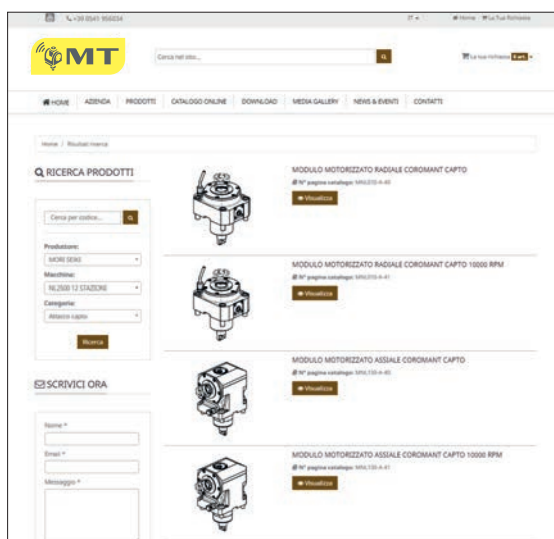 +39 0541 956034
IT
Home
La Tua Richiesta
MT
Cerca nel sito...
La tua richiesta 0 art.
HOME
AZIENDA
PRODOTTI
CATALOGO ONLINE
DOWNLOAD
MEDIA GALLERY
NEWS & EVENTI
CONTATTI
Home / Risultati ricerca
RICERCA PRODOTTI
Cerca per codice...
Produttore:
MORI SEIKI
Macchina:
NL2500 12 STAZIONI
Categoria:
Attacco capto
Ricerca
SCRIVICI ORA
Nome *
Email *
Messaggio *
MODULO MOTORIZZATO RADIALE COROMANT CAPTO
N° pagina catalogo:
Visualizza
MODULO MOTORIZZATO RADIALE COROMANT CAPTO 10000 RPM
N° pagina catalogo:
Visualizza
MODULO MOTORIZZATO ASSIALE COROMANT CAPTO
N° pagina catalogo:
Visualizza
MODULO MOTORIZZATO ASSIALE COROMANT CAPTO 10000 RPM
N° pagina catalogo:
Visualizza